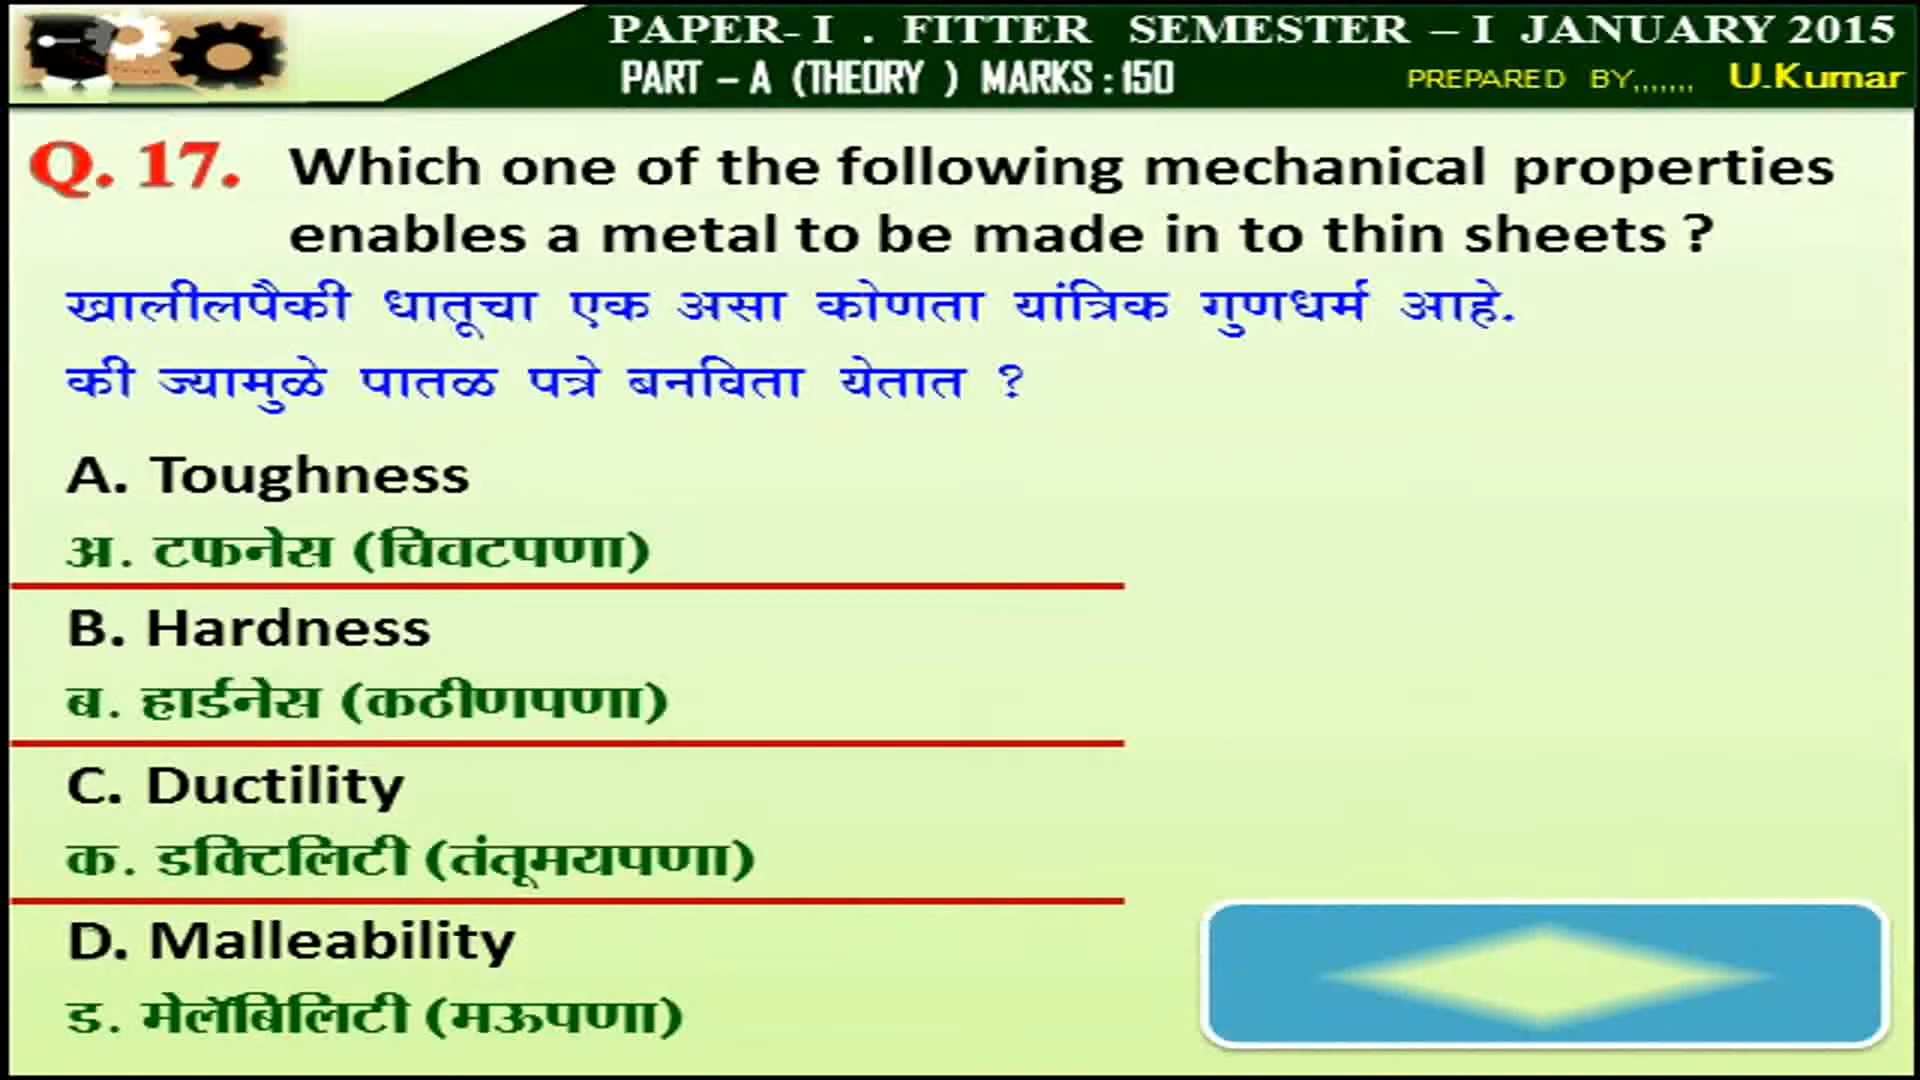 PAPER- I . FITTER SEMESTER – I JANUARY 2015
PART – A (THEORY ) MARKS : 150
PREPARED BY,,,,,,, U.Kumar
Q. 17. Which one of the following mechanical properties
enables a metal to be made in to thin sheets ?
खालीलपैकी धातूचा एक असा कोणता यांत्रिक गुणधर्म आहे.
की ज्यामुळे पातळ पत्रे बनविता येतात ?
A. Toughness
अ. टफनेस (चिवटपणा)
B. Hardness
ब. हार्डनेस (कठीणपणा)
C. Ductility
क. डक्टिलिटी (तंतूमयपणा)
D. Malleability
ड. मेलॅबिलिटी (मऊपणा)